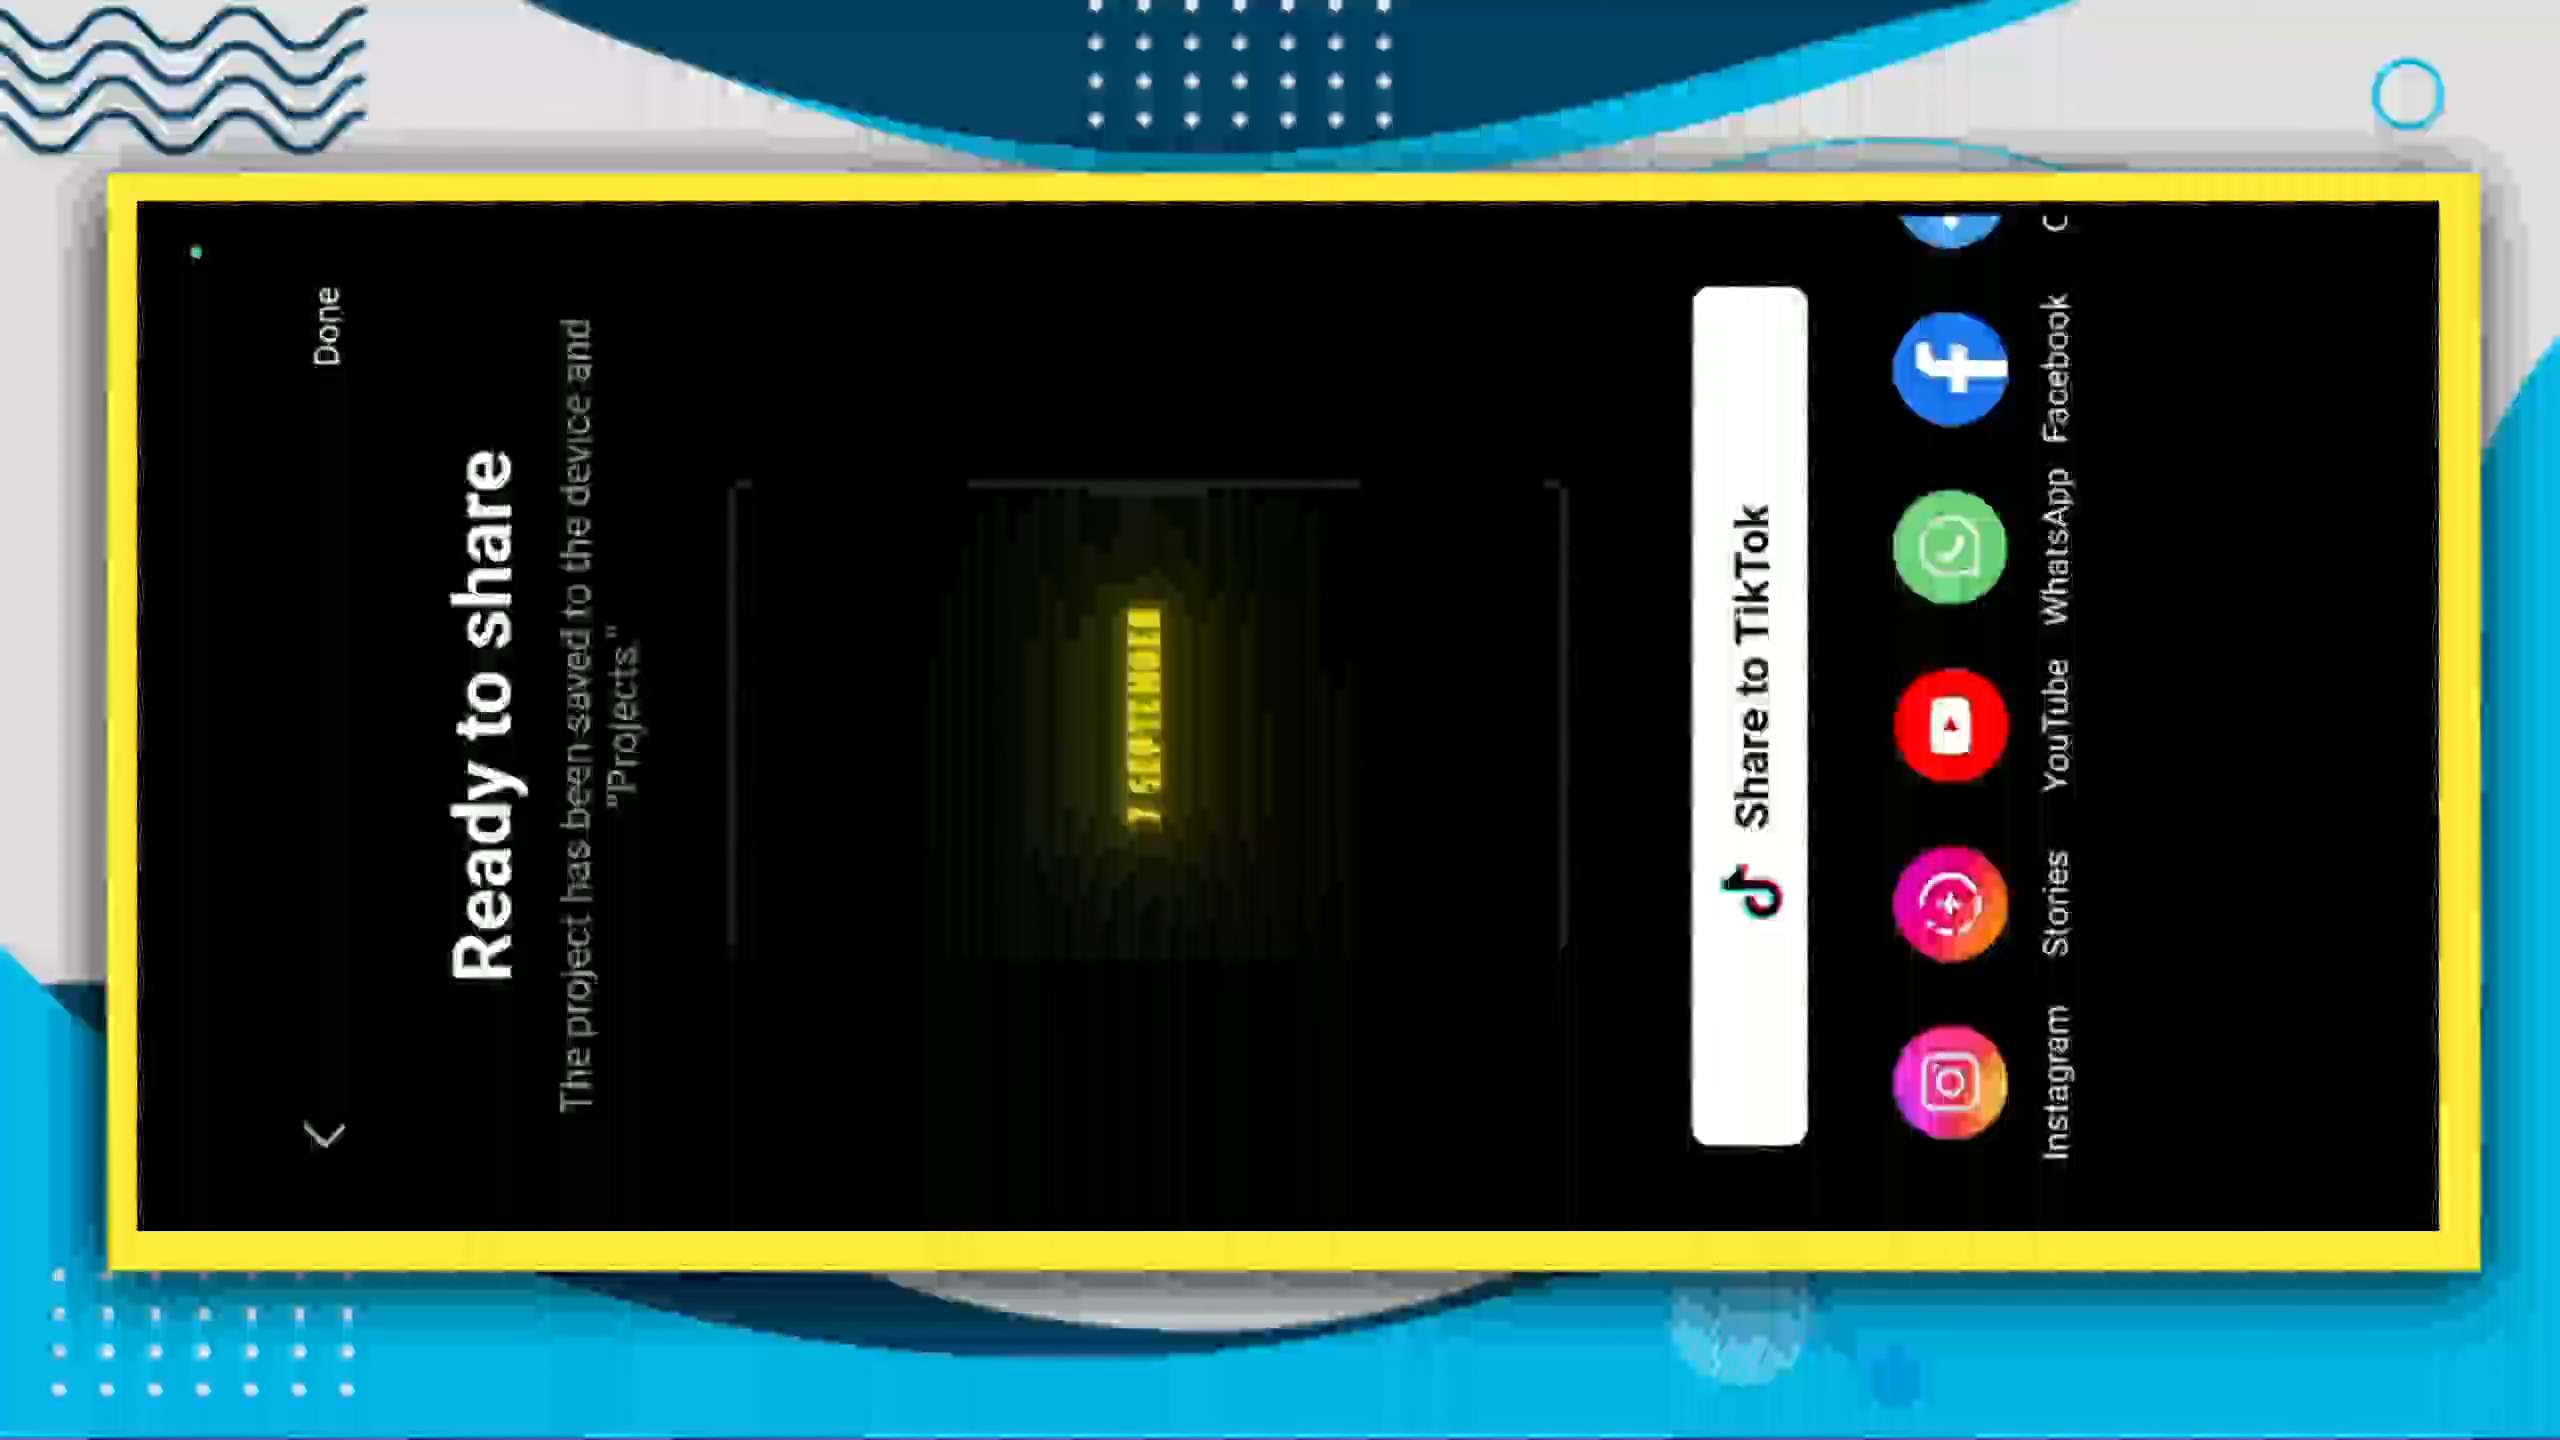 Done
Ready to share
The project has been saved to the device and
"Projects."
Share to TikTok
Instagram
Stories
YouTube
WhatsApp
Facebook